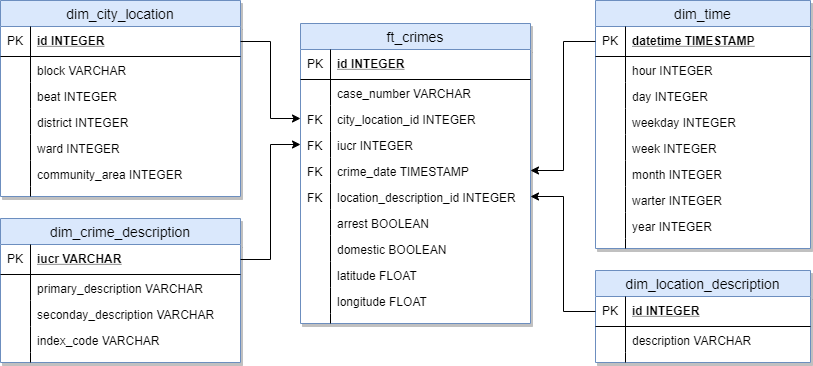 dim_city_location
PK id INTEGER
block VARCHAR
beat INTEGER
district INTEGER
ward INTEGER
community_area INTEGER
dim_crime_description
PK iucr VARCHAR
primary_description VARCHAR
seconday_description VARCHAR
index_code VARCHAR
ft_crimes
PK id INTEGER
case_number VARCHAR
FK city_location_id INTEGER
FK iucr INTEGER
FK crime_date TIMESTAMP
FK location_description_id INTEGER
arrest BOOLEAN
domestic BOOLEAN
latitude FLOAT
longitude FLOAT
dim_time
PK datetime TIMESTAMP
hour INTEGER
day INTEGER
weekday INTEGER
week INTEGER
month INTEGER
warter INTEGER
year INTEGER
dim_location_description
PK id INTEGER
description VARCHAR